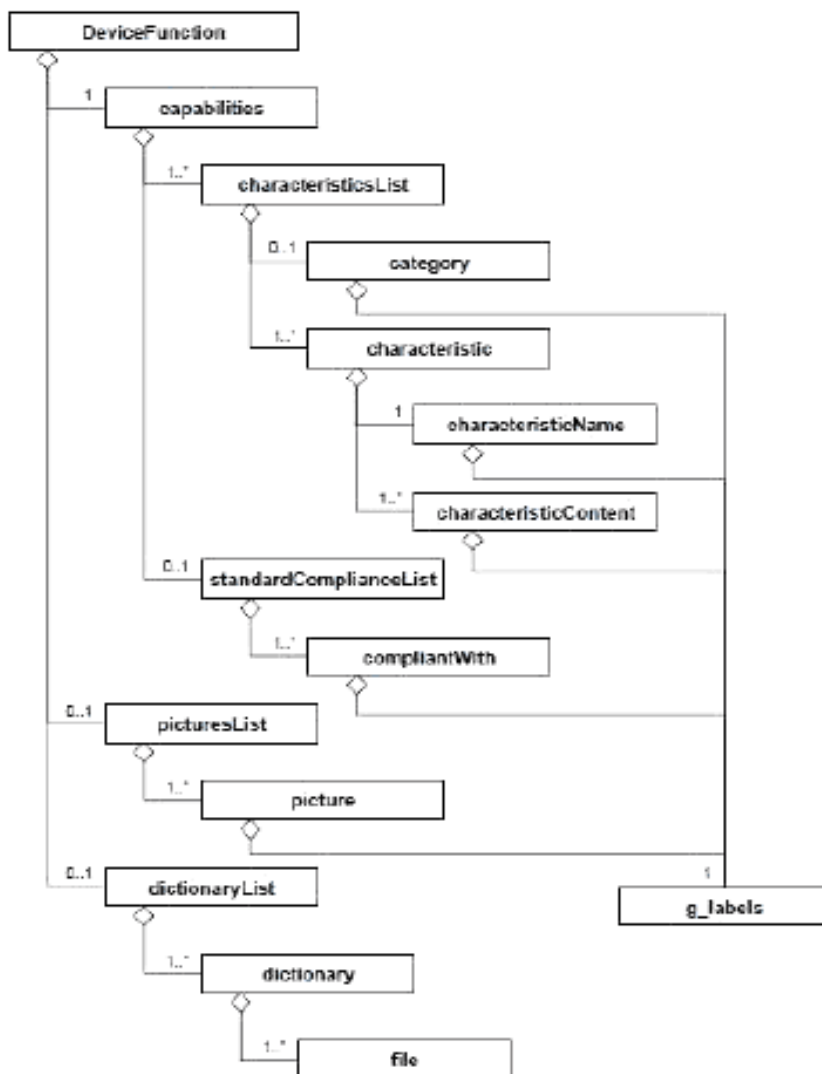 DeviceFunction
1
capabilities
1..*
characteristicsList
0..1
category
1..*
characteristic
1
characteristicName
1..*
characteristicContent
0..1
standardComplianceList
1..*
compliantWith
0..1
picturesList
1..*
picture
0..1
dictionaryList
1
g_labels
1..*
dictionary
1..*
file